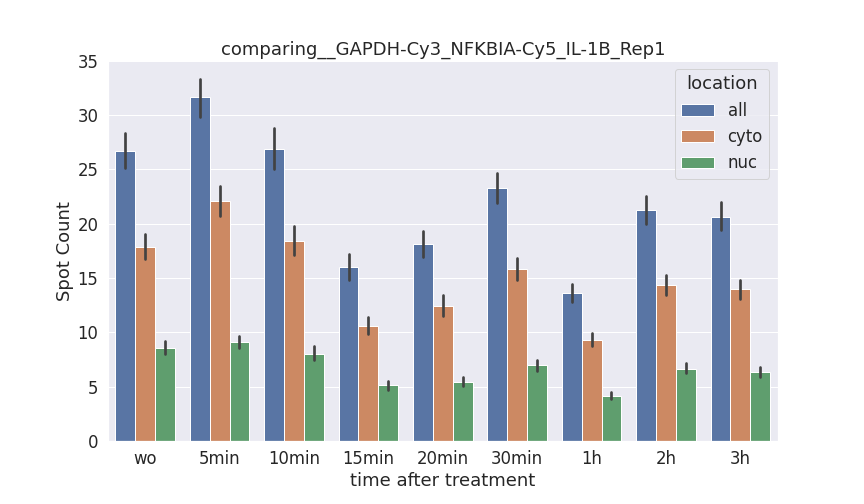 comparing__GAPDH-Cy3_NFKBIA-Cy5_IL-1B_Rep1
35
30
25
20
15
10
5
0
Spot Count
location
all
cyto
nuc
wo 5min 10min 15min 20min 30min 1h 2h 3h
time after treatment